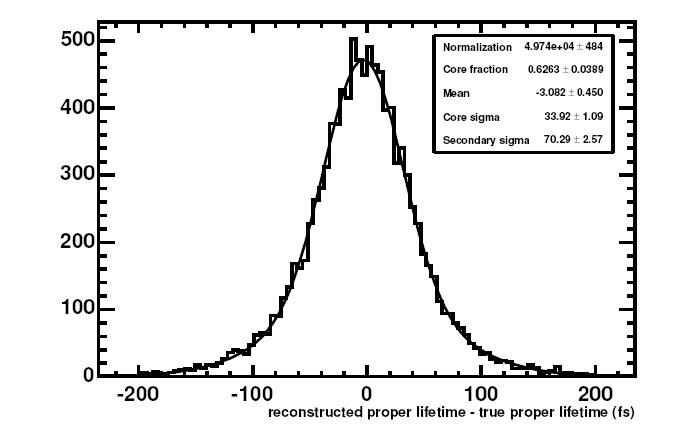 500
400
300
200
100
0
Normalization 4.974e+04 ± 484
Core fraction 0.6263 ± 0.0389
Mean -3.082 ± 0.450
Core sigma 33.92 ± 1.09
Secondary sigma 70.29 ± 2.57
-200 -100 0 100 200
reconstructed proper lifetime - true proper lifetime (fs)